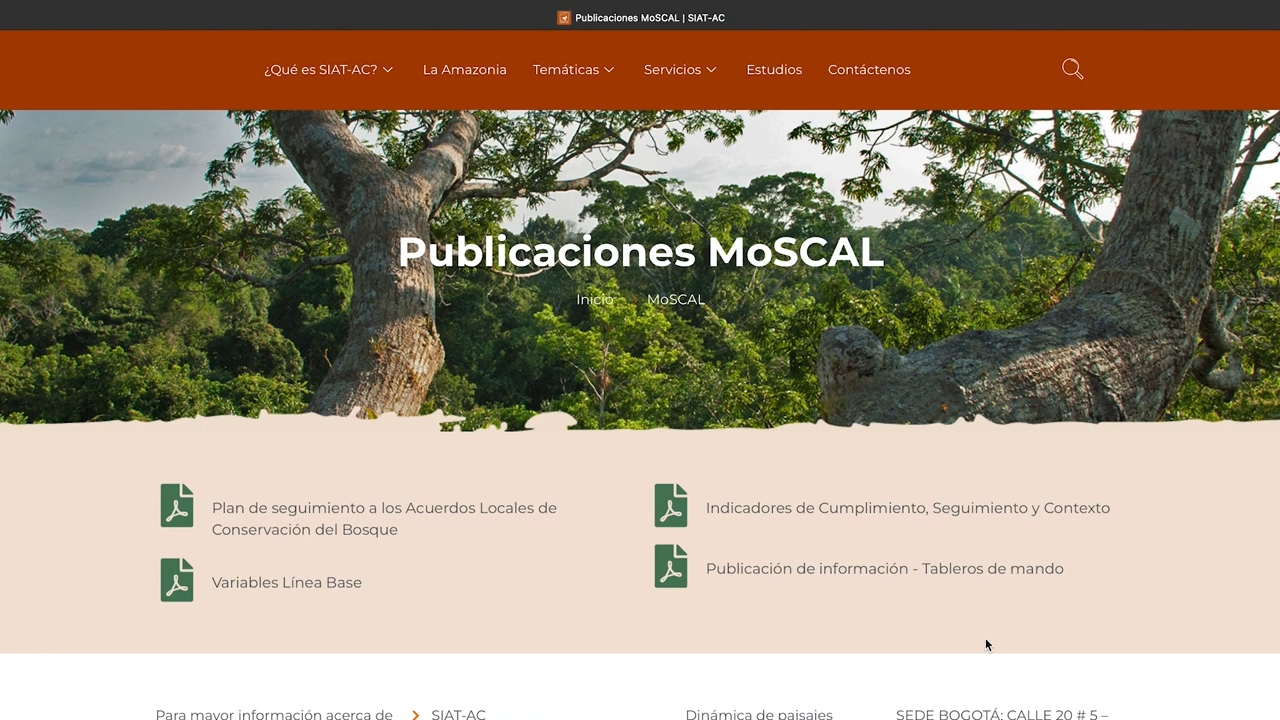 Publicaciones MoSCAL | SIAT-AC
¿Qué es SIAT-AC? La Amazonia Temáticas Servicios Estudios Contáctenos
Publicaciones MoSCAL
Inicio MoSCAL
Plan de seguimiento a los Acuerdos Locales de
Conservación del Bosque
Variables Línea Base
Indicadores de Cumplimiento, Seguimiento y Contexto
Publicación de información - Tableros de mando
Para mayor información acerca de
SIAT-AC
Dinámica de paisajes
SEDE BOGOTÁ: CALLE 20 # 5 –